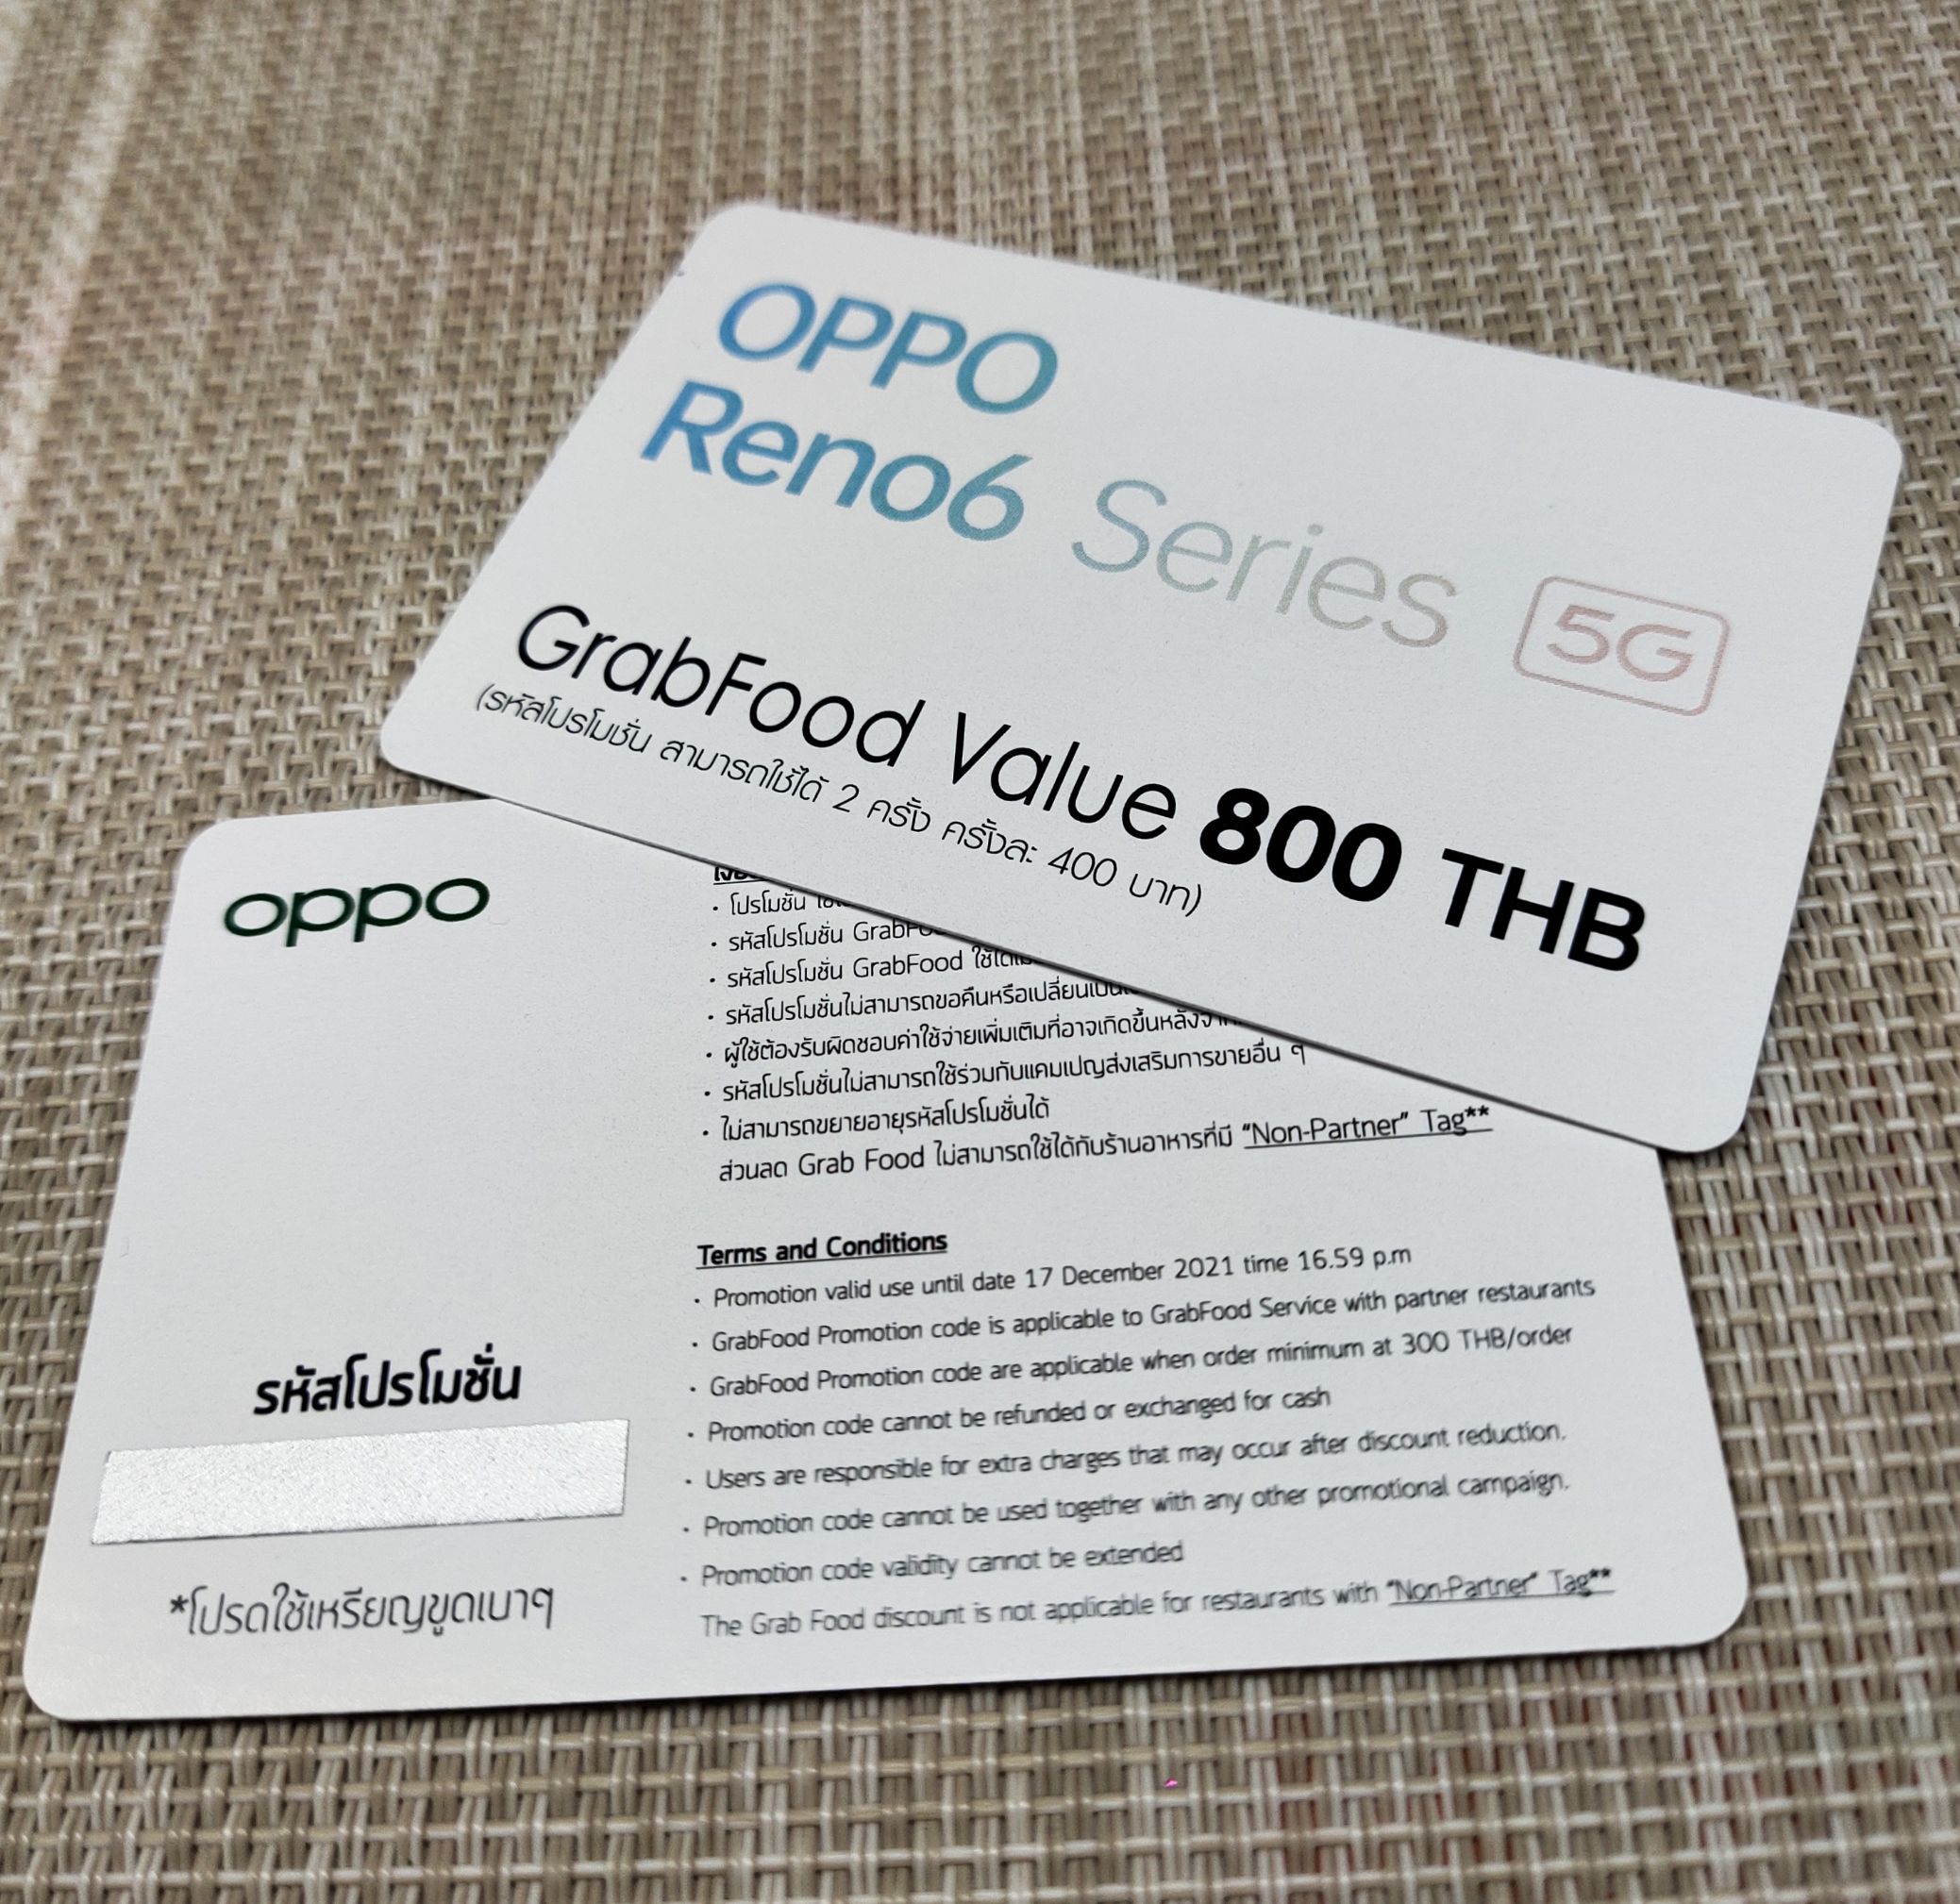 OPPO
Reno6 Series 5G
GrabFood Value 800 THB
(รหัสโปรโมชั่น สามารถใช้ได้ 2 ครั้ง ครั้งละ 400 บาท)
oppo
รหัสโปรโมชั่น
*โปรดใช้เหรียญขูดเบาๆ
• โปรโมชั่น
• รหัสโปรโมชั่น
• รหัสโปรโมชั่น GrabFood
• รหัสโปรโมชั่นไม่สามารถขอคืนหรือเปลี่ยน
• ผู้ใช้ต้องรับผิดชอบค่าใช้จ่ายเพิ่มเติมที่อาจเกิดขึ้นหลัง
• รหัสโปรโมชั่นไม่สามารถใช้ร่วมกับแคมเปญส่งเสริมการขายอื่น ๆ
• ไม่สามารถขยายอายุรหัสโปรโมชั่นได้
ส่วนลด Grab Food ไม่สามารถใช้ได้กับร้านอาหารที่มี “Non-Partner” Tag**
Terms and Conditions
• Promotion valid use until date 17 December 2021 time 16.59 p.m
• GrabFood Promotion code is applicable to GrabFood Service with partner restaurants
• GrabFood Promotion code are applicable when order minimum at 300 THB/order
• Promotion code cannot be refunded or exchanged for cash
• Users are responsible for extra charges that may occur after discount reduction.
• Promotion code cannot be used together with any other promotional campaign.
• Promotion code validity cannot be extended
The Grab Food discount is not applicable for restaurants with “Non-Partner” Tag**